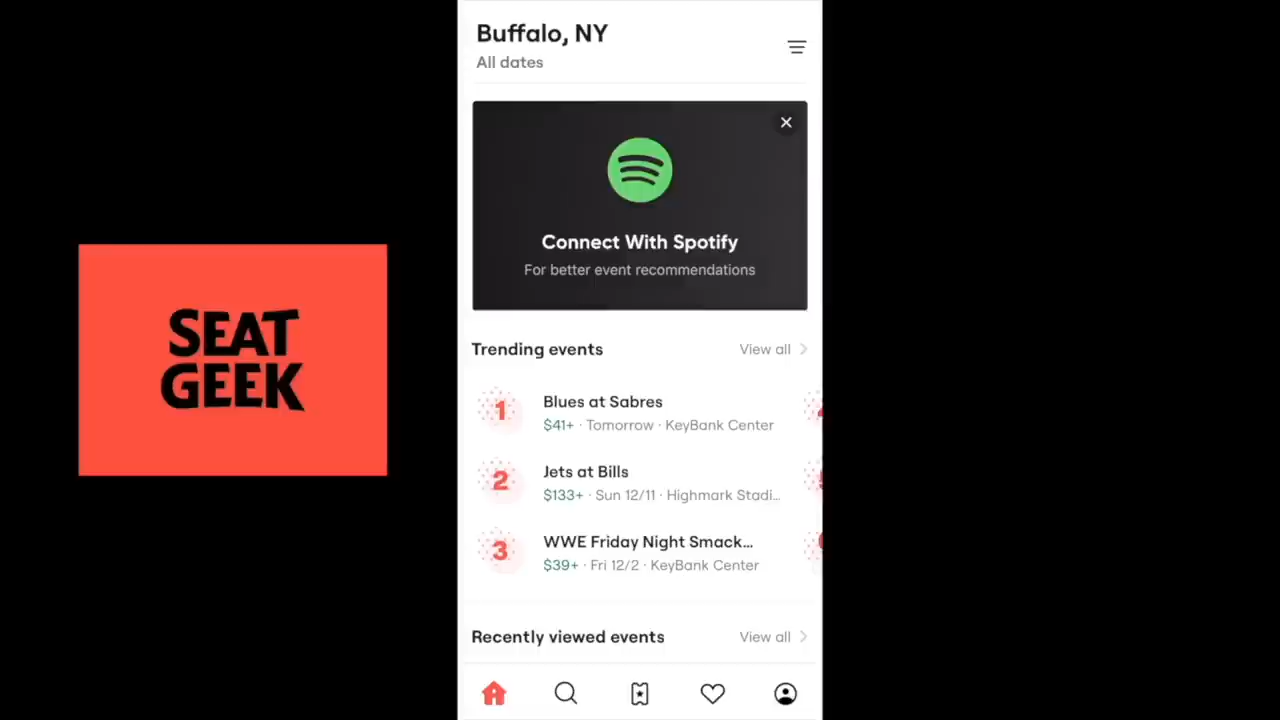 SEAT
GEEK
Buffalo, NY
All dates
Connect With Spotify
For better event recommendations
Trending events
View all
1
Blues at Sabres
$41+ · Tomorrow · KeyBank Center
2
Jets at Bills
$133+ · Sun 12/11 · Highmark Stadi...
3
WWE Friday Night Smack...
$39+ · Fri 12/2 · KeyBank Center
Recently viewed events
View all